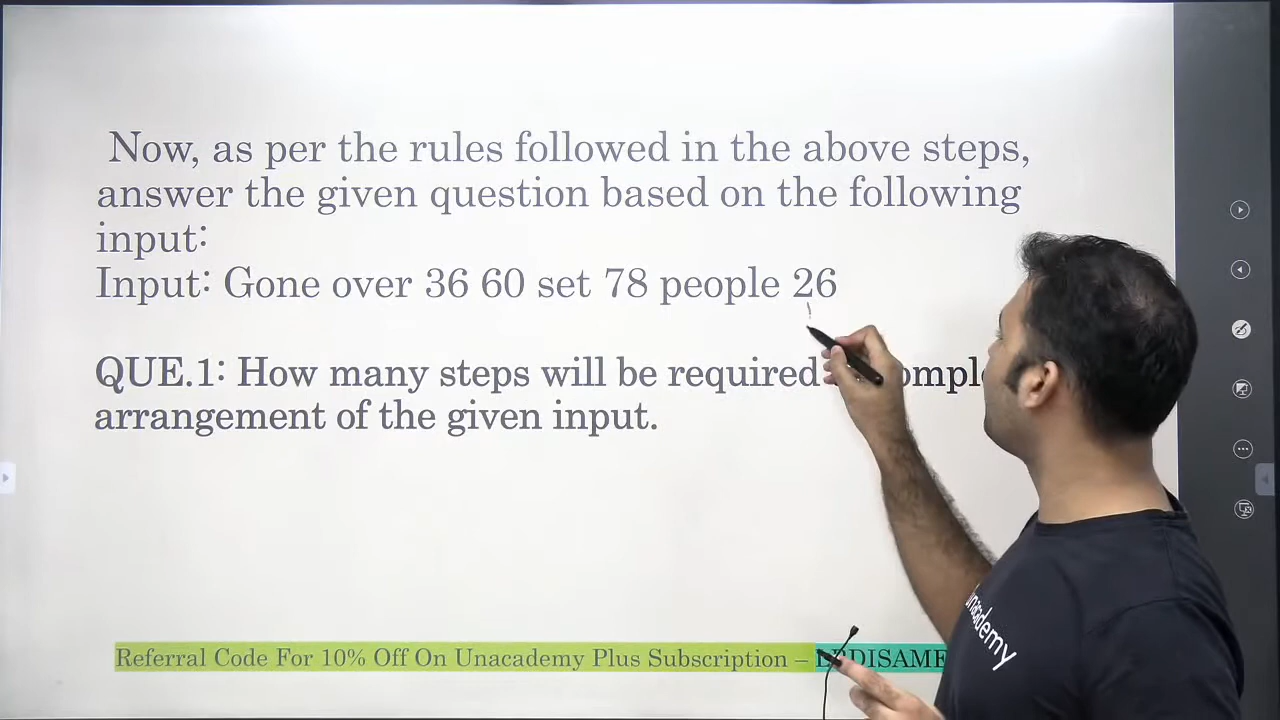 Now, as per the rules followed in the above steps,
answer the given question based on the following
input:
Input: Gone over 36 60 set 78 people 26
QUE.1: How many steps will be required
arrangement of the given input.
Referral Code For 10% Off On Unacademy Plus Subscription –
unacademy